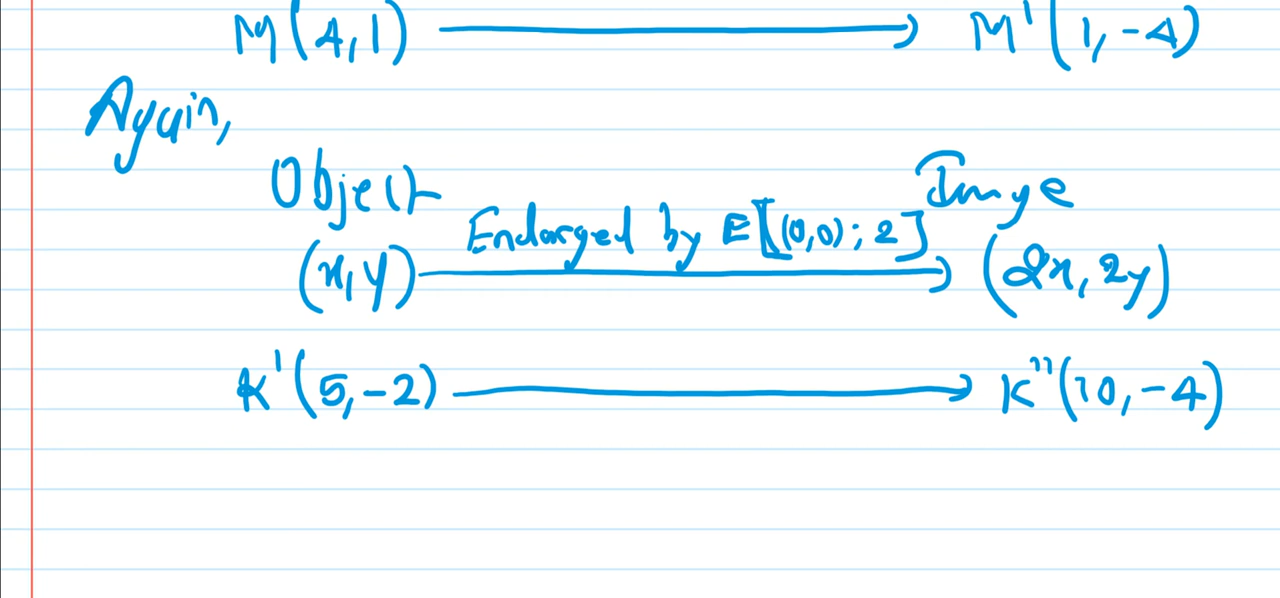 M(4,1) ⟶ M'(1,-4)
Again,
Object Image
Enlarged by E[(0,0); 2]
(x,y) ⟶ (2x, 2y)
K'(5,-2) ⟶ K''(10,-4)